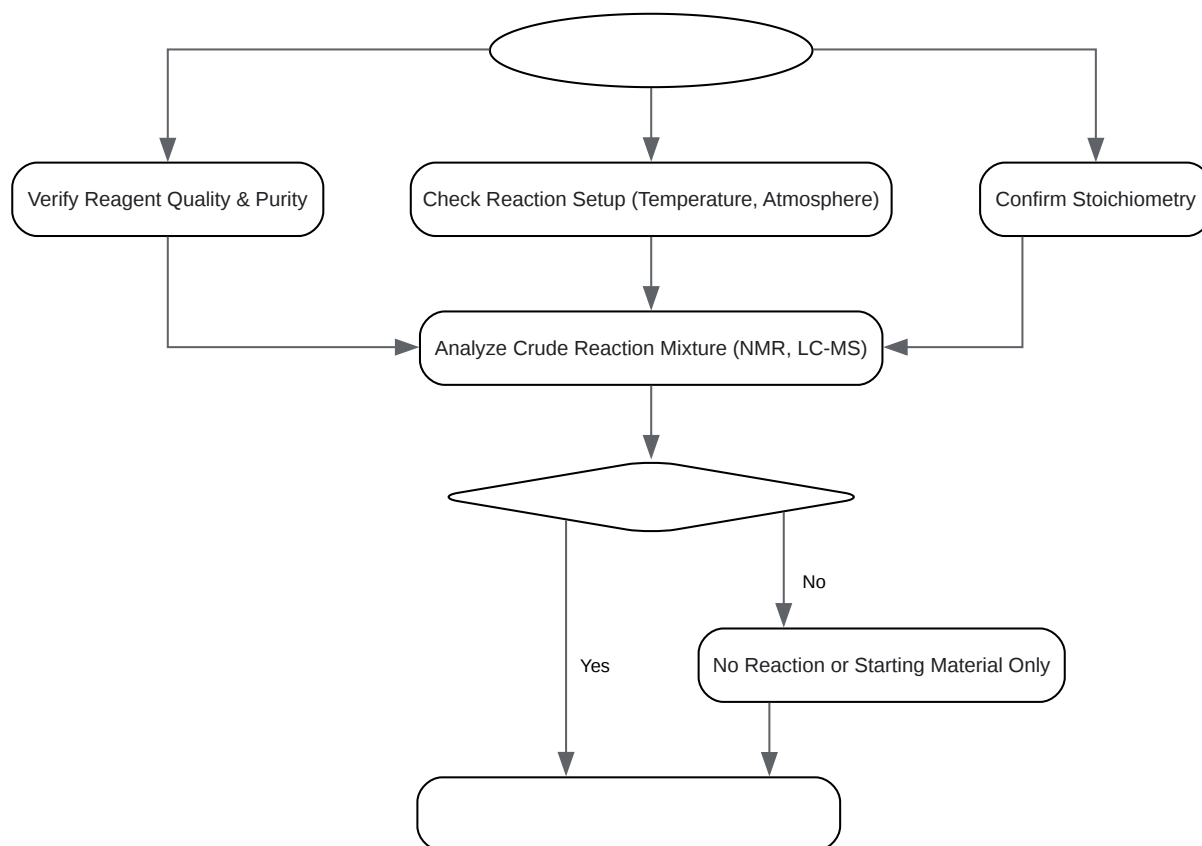 Verify Reagent Quality & Purity
Check Reaction Setup (Temperature, Atmosphere)
Confirm Stoichiometry
Analyze Crude Reaction Mixture (NMR, LC-MS)
No
Yes
No Reaction or Starting Material Only